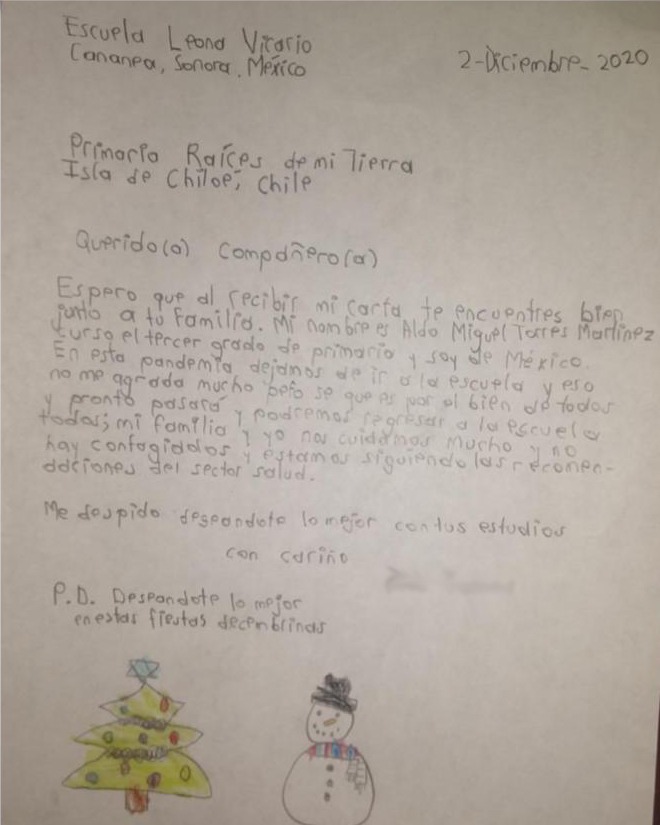 Escuela Leona Vicario
Cananea, Sonora, México
2-Diciembre-2020
Primaria Raíces de mi Tierra
Isla de Chiloé, Chile
Querido(a) Compañero(a)
Espero que al recibir mi carta te encuentres bien
junto a tu familia. Mi nombre es Aldo Miguel Torres Martinez
curso el tercer grado de primaria y soy de México.
En esta pandemia dejamos de ir a la escuela y eso
no me agrada mucho pero se que es por el bien de todos
y pronto pasará y podremos regresar a la escuela
todos; mi familia y yo nos cuidamos mucho y no
hay contagiados y estamos siguiendo las recomen-
daciones del sector salud.
Me despido deseandote lo mejor con tus estudios
con cariño
P.D. Deseandote lo mejor
en estas fiestas decembrinas